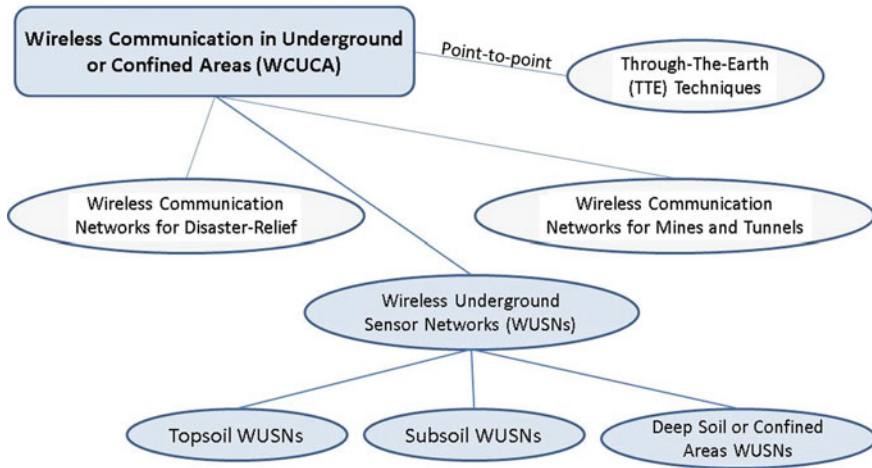 Wireless Communication in Underground
or Confined Areas (WCUCA)
Point-to-point
Through-The-Earth
(TTE) Techniques
Wireless Communication
Networks for Disaster-Relief
Wireless Communication
Networks for Mines and Tunnels
Wireless Underground
Sensor Networks (WUSNs)
Topsoil WUSNs
Subsoil WUSNs
Deep Soil or Confined
Areas WUSNs